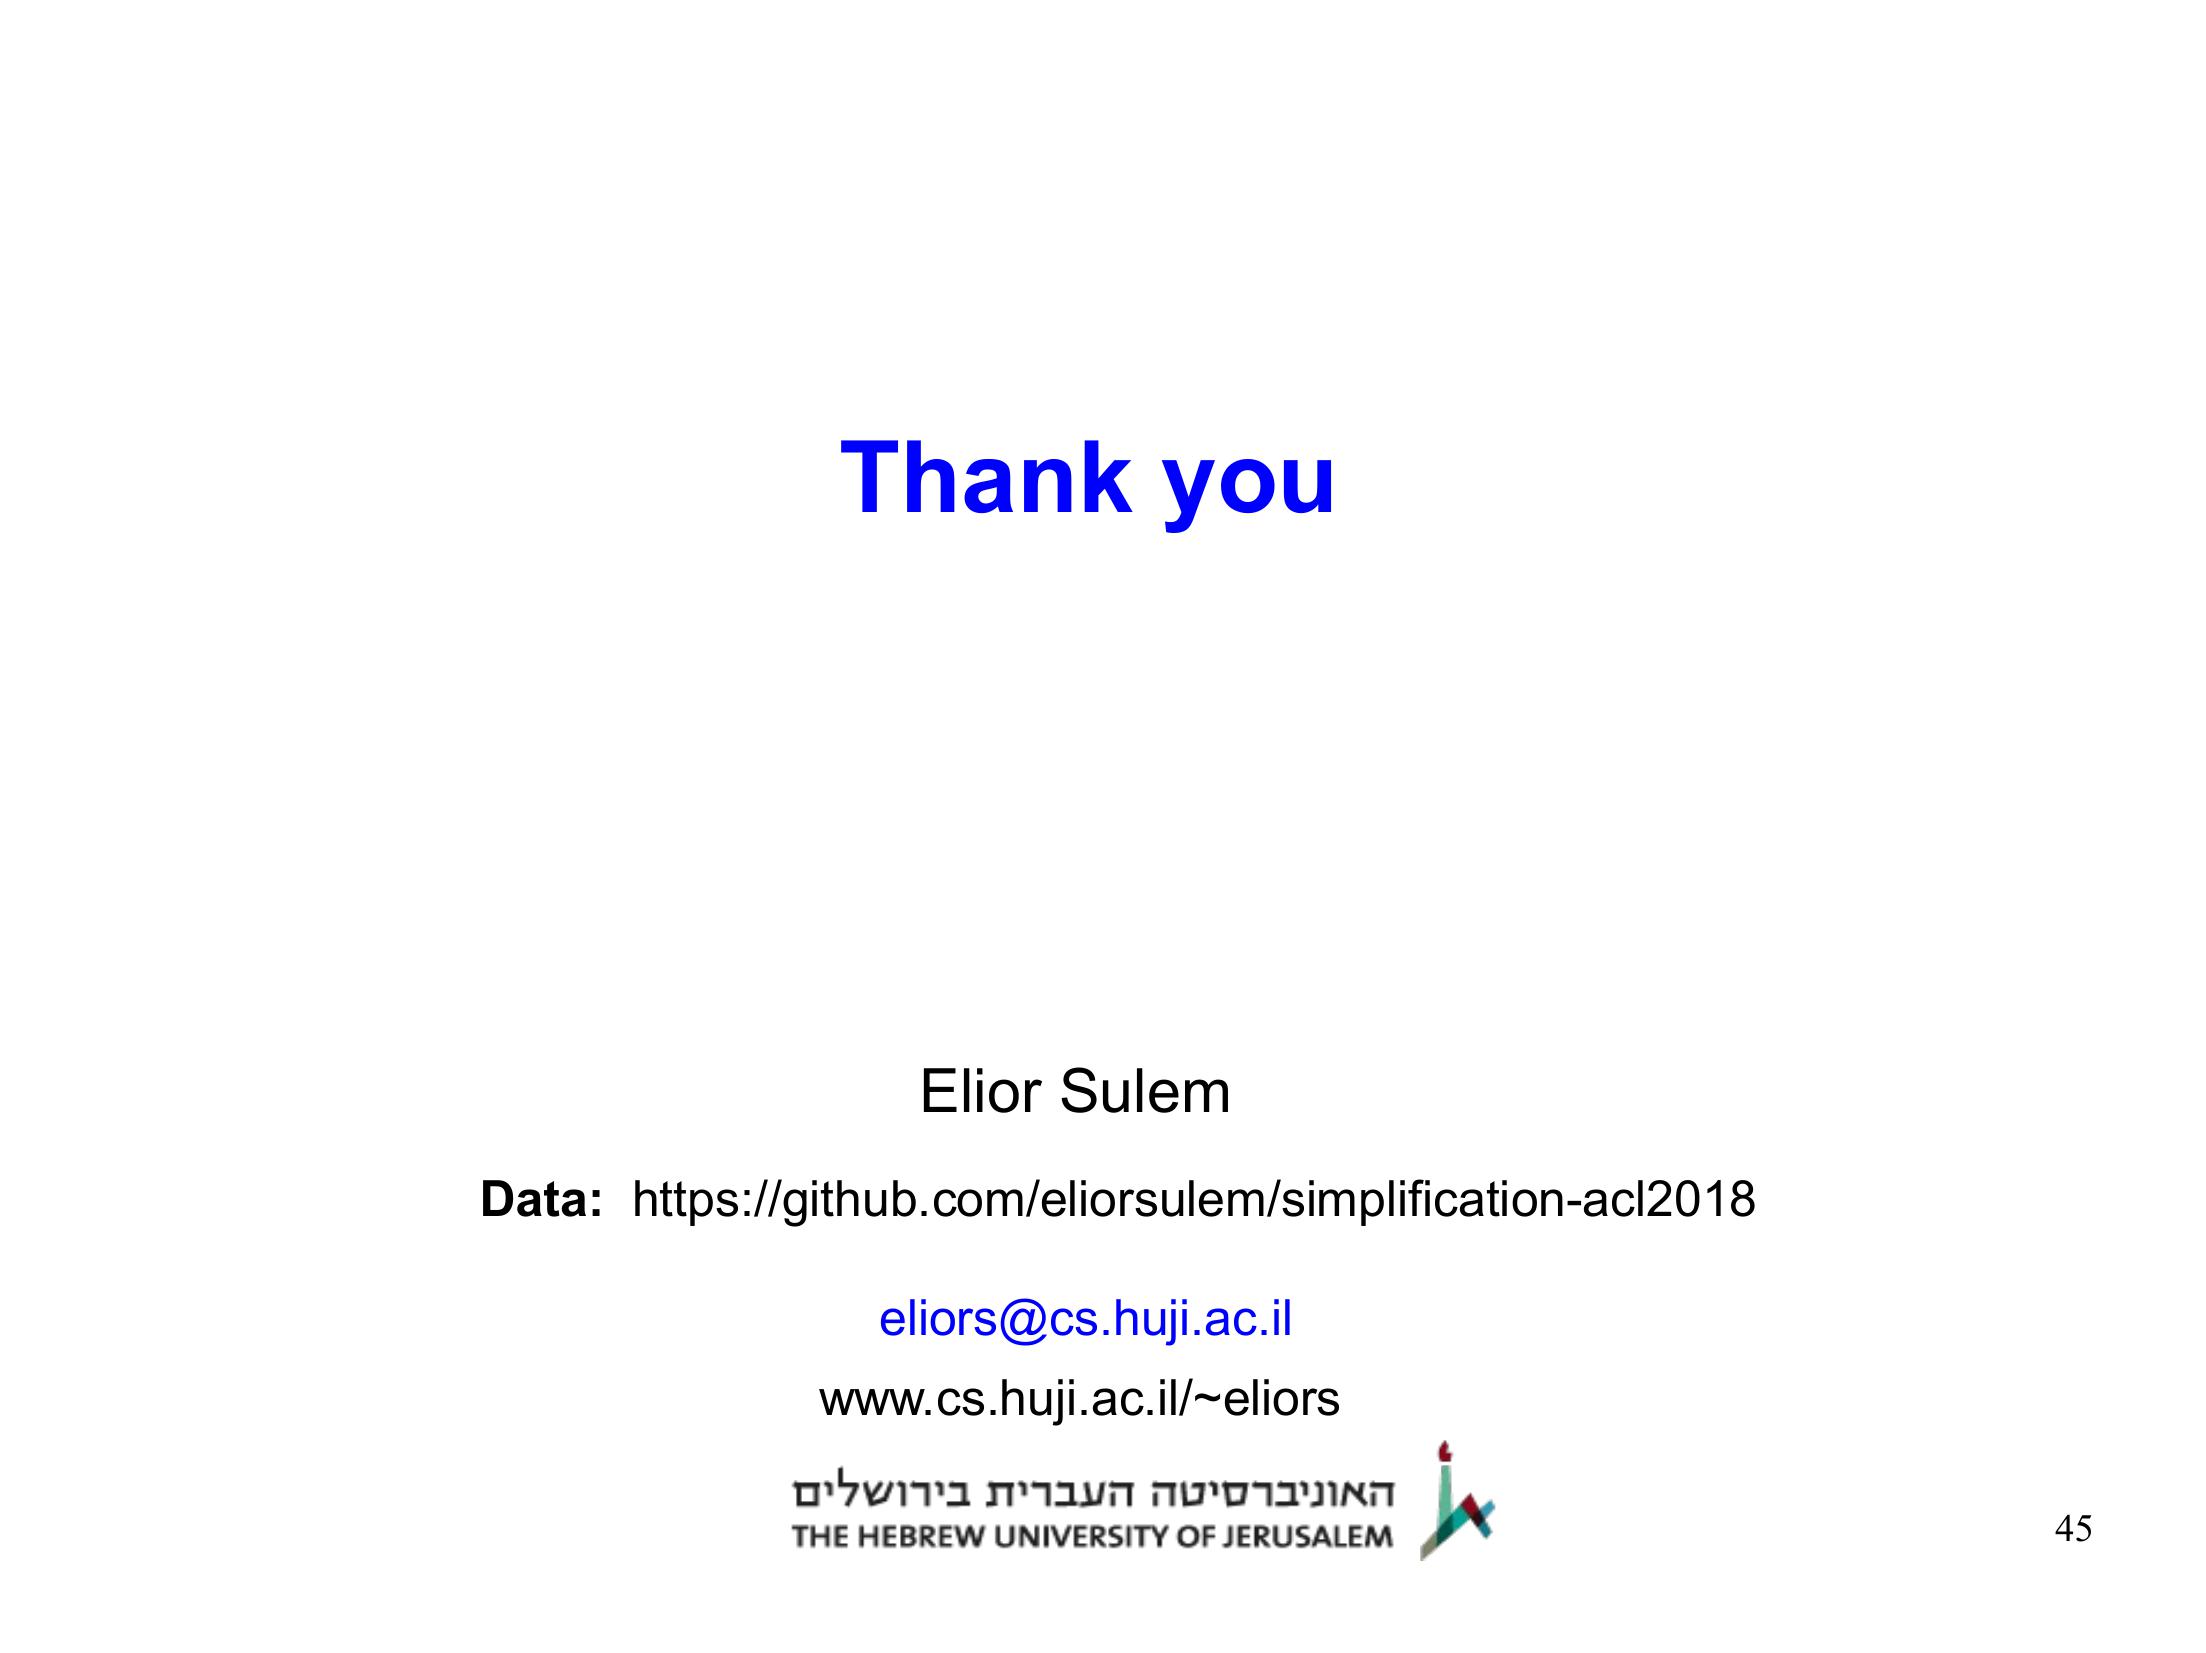 Thank you
Elior Sulem
Data: https://github.com/eliorsulem/simplification-acl2018
eliors@cs.huji.ac.il
www.cs.huji.ac.il/~eliors
האוניברסיטה העברית בירושלים
THE HEBREW UNIVERSITY OF JERUSALEM
45